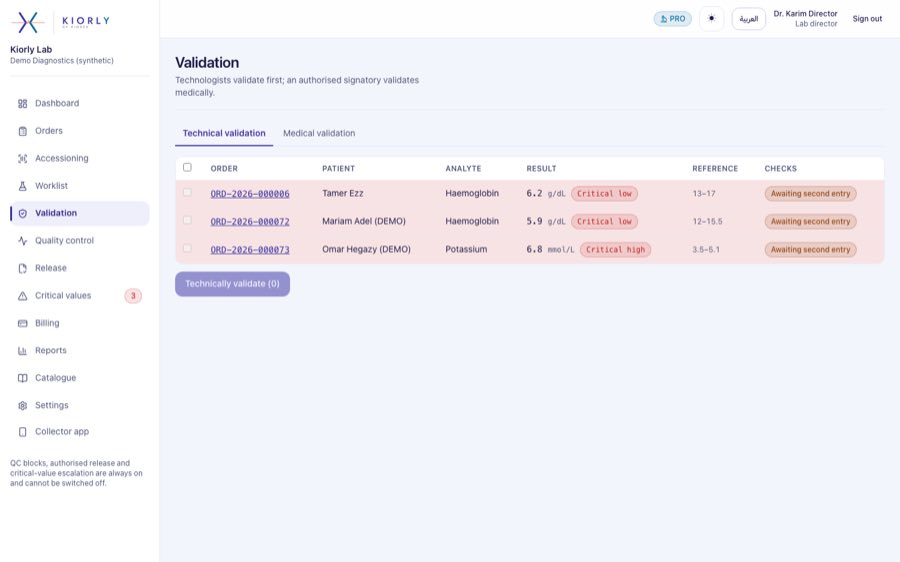 KIORLY
PRO
العربية
Dr. Karim Director
Lab director
Sign out
Kiorly Lab
Demo Diagnostics (synthetic)
Dashboard
Orders
Accessioning
Worklist
Validation
Quality control
Release
Critical values 3
Billing
Reports
Catalogue
Settings
Collector app
QC blocks, authorised release and
critical-value escalation are always on
and cannot be switched off.
Validation
Technologists validate first; an authorised signatory validates
medically.
Technical validation Medical validation
ORDER PATIENT ANALYTE RESULT REFERENCE CHECKS
ORD-2026-000006 Tamer Ezz Haemoglobin 6.2 g/dL Critical low 13–17 Awaiting second entry
ORD-2026-000072 Mariam Adel (DEMO) Haemoglobin 5.9 g/dL Critical low 12–15.5 Awaiting second entry
ORD-2026-000073 Omar Hegazy (DEMO) Potassium 6.8 mmol/L Critical high 3.5–5.1 Awaiting second entry
Technically validate (0)